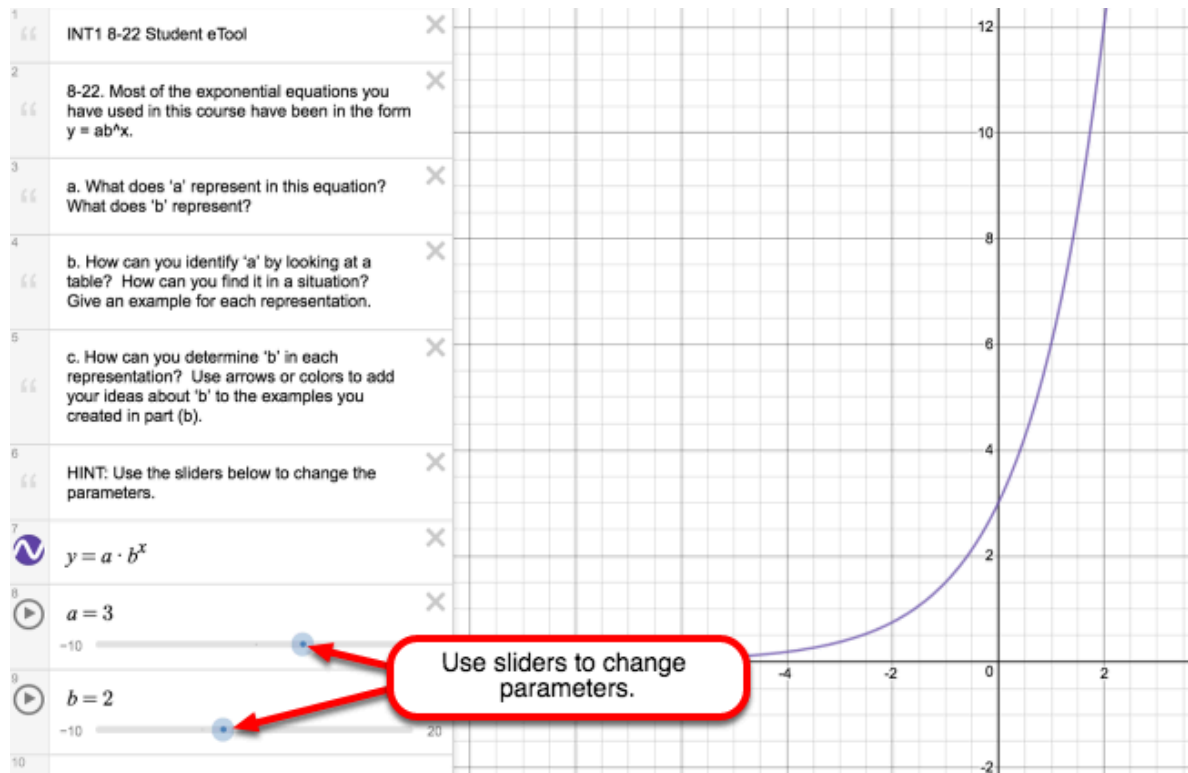 1
INT1 8-22 Student eTool
2
8-22. Most of the exponential equations you
have used in this course have been in the form
y = ab^x.
3
a. What does 'a' represent in this equation?
What does 'b' represent?
4
b. How can you identify 'a' by looking at a
table?  How can you find it in a situation?
Give an example for each representation.
5
c. How can you determine 'b' in each
representation?  Use arrows or colors to add
your ideas about 'b' to the examples you
created in part (b).
6
HINT: Use the sliders below to change the
parameters.
7
y = a · b^x
8
a = 3
-10
9
b = 2
-10
20
10
Use sliders to change
parameters.
12
10
8
6
4
2
-4
-2
0
2
-2